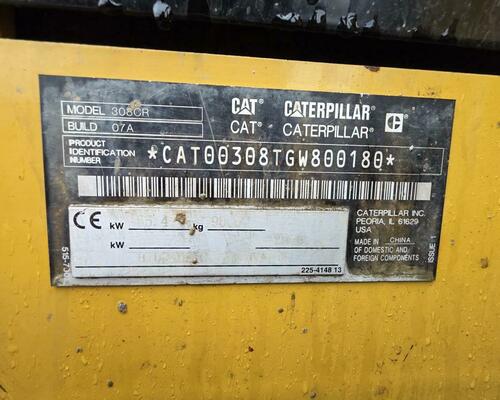 MODEL 308CR
BUILD 07A
CAT CATERPILLAR
CAT CATERPILLAR
PRODUCT IDENTIFICATION NUMBER *CAT00308TGW800180*
CE
kW kg
kW
225-4148 13
CATERPILLAR INC.
PEORIA, IL 61629
USA
MADE IN CHINA
OF DOMESTIC AND
FOREIGN COMPONENTS
ISSUE